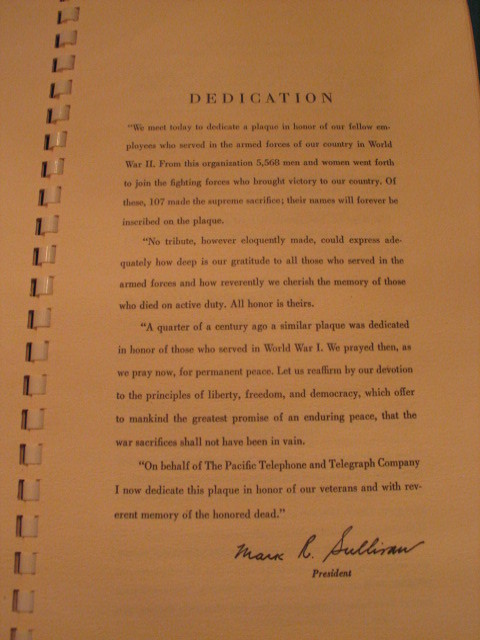 DEDICATION
"We meet today to dedicate a plaque in honor of our fellow em-
ployees who served in the armed forces of our country in World
War II. From this organization 5,568 men and women went forth
to join the fighting forces who brought victory to our country. Of
these, 107 made the supreme sacrifice; their names will forever be
inscribed on the plaque.
"No tribute, however eloquently made, could express ade-
quately how deep is our gratitude to all those who served in the
armed forces and how reverently we cherish the memory of those
who died on active duty. All honor is theirs.
"A quarter of a century ago a similar plaque was dedicated
in honor of those who served in World War I. We prayed then, as
we pray now, for permanent peace. Let us reaffirm by our devotion
to the principles of liberty, freedom, and democracy, which offer
to mankind the greatest promise of an enduring peace, that the
war sacrifices shall not have been in vain.
"On behalf of The Pacific Telephone and Telegraph Company
I now dedicate this plaque in honor of our veterans and with rev-
erent memory of the honored dead."
Mark R. Sullivan
President